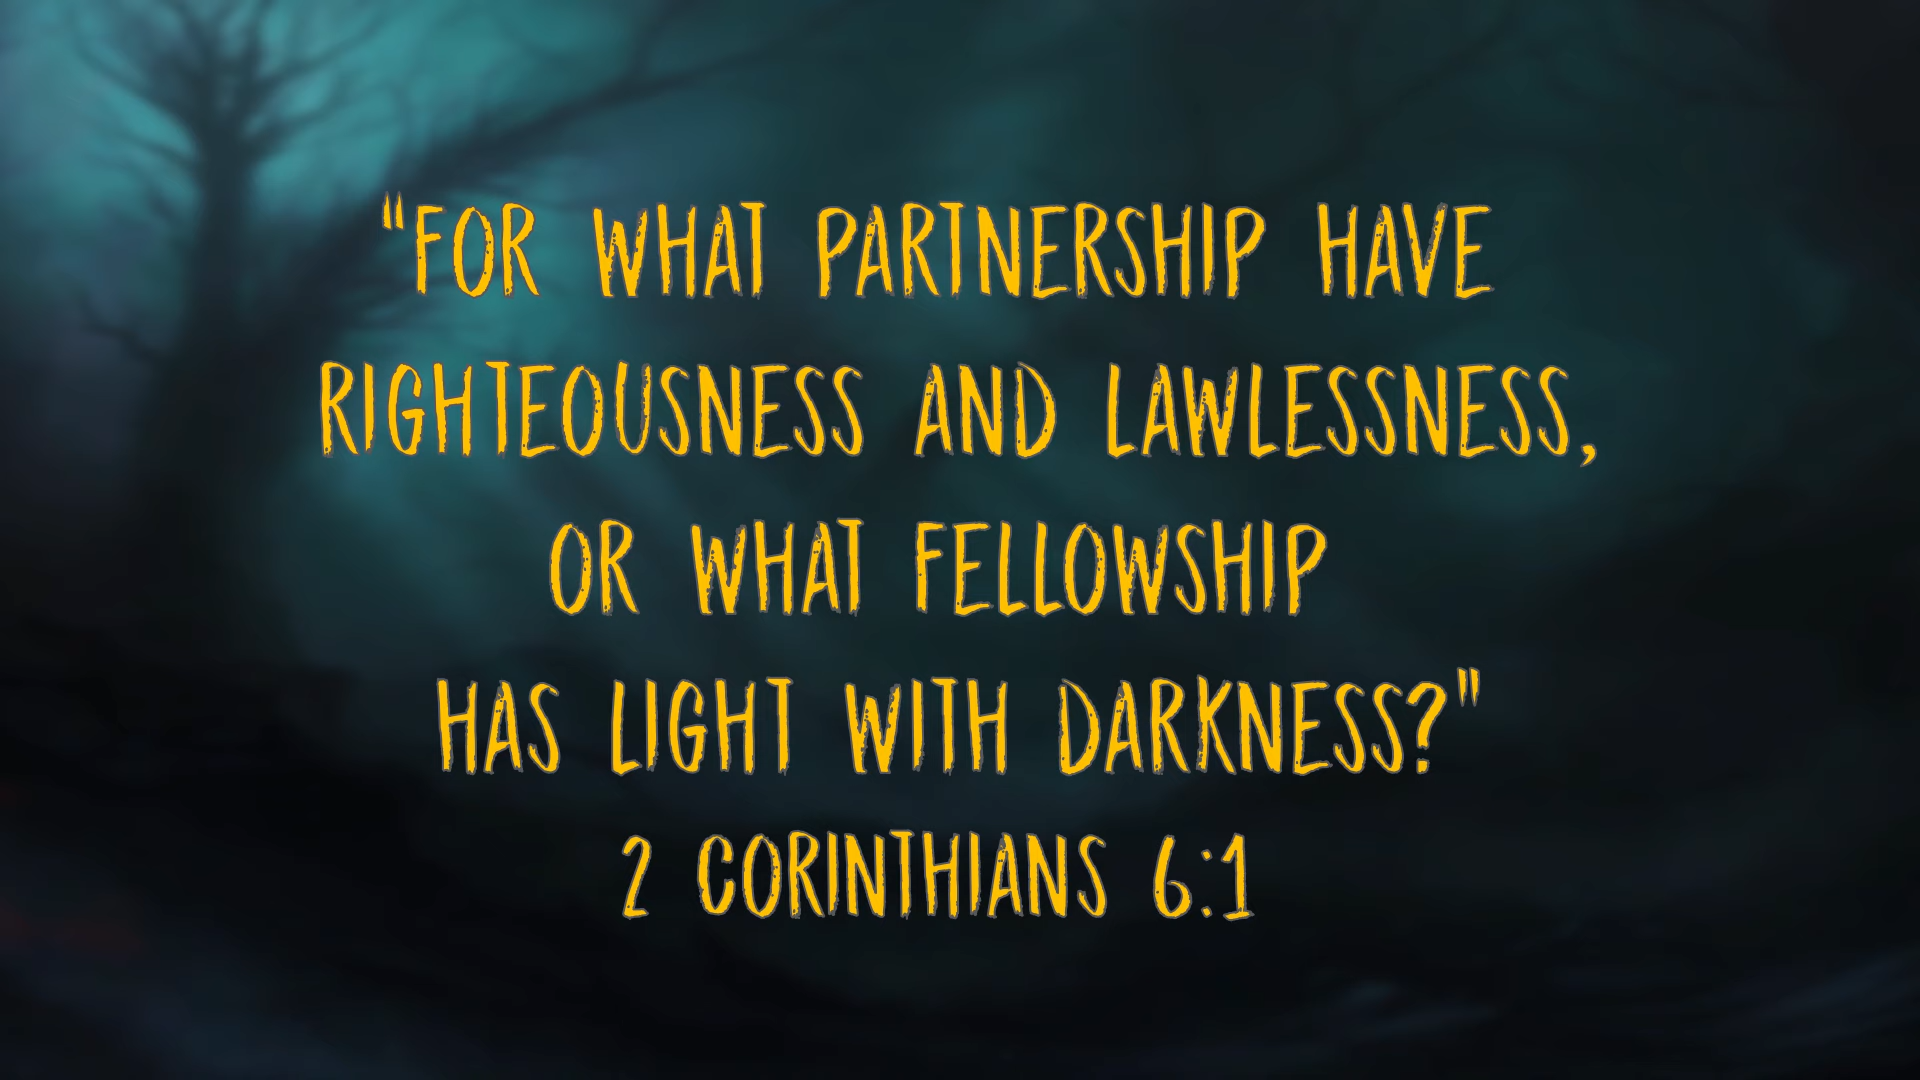 "FOR WHAT PARTNERSHIP HAVE
RIGHTEOUSNESS AND LAWLESSNESS,
OR WHAT FELLOWSHIP
HAS LIGHT WITH DARKNESS?"
2 CORINTHIANS 6:1